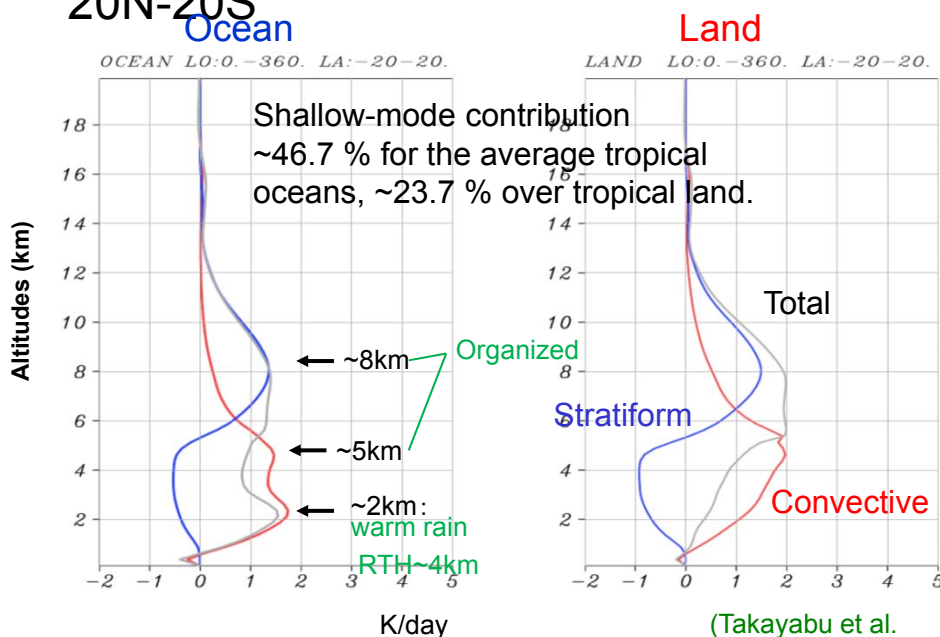 20N-20S
Ocean
Land
OCEAN LO:0.-360. LA:-20-20.
LAND LO:0.-360. LA:-20-20.
Shallow-mode contribution
~46.7 % for the average tropical
oceans, ~23.7 % over tropical land.
Altitudes (km)
18
16
14
12
10
8
6
4
2
-2 -1 0 1 2 3 4 5
~8km
Organized
~5km
~2km:
warm rain
RTH~4km
K/day
18
16
14
12
10
8
6
4
2
-2 -1 0 1 2 3 4 5
Total
Stratiform
Convective
(Takayabu et al.